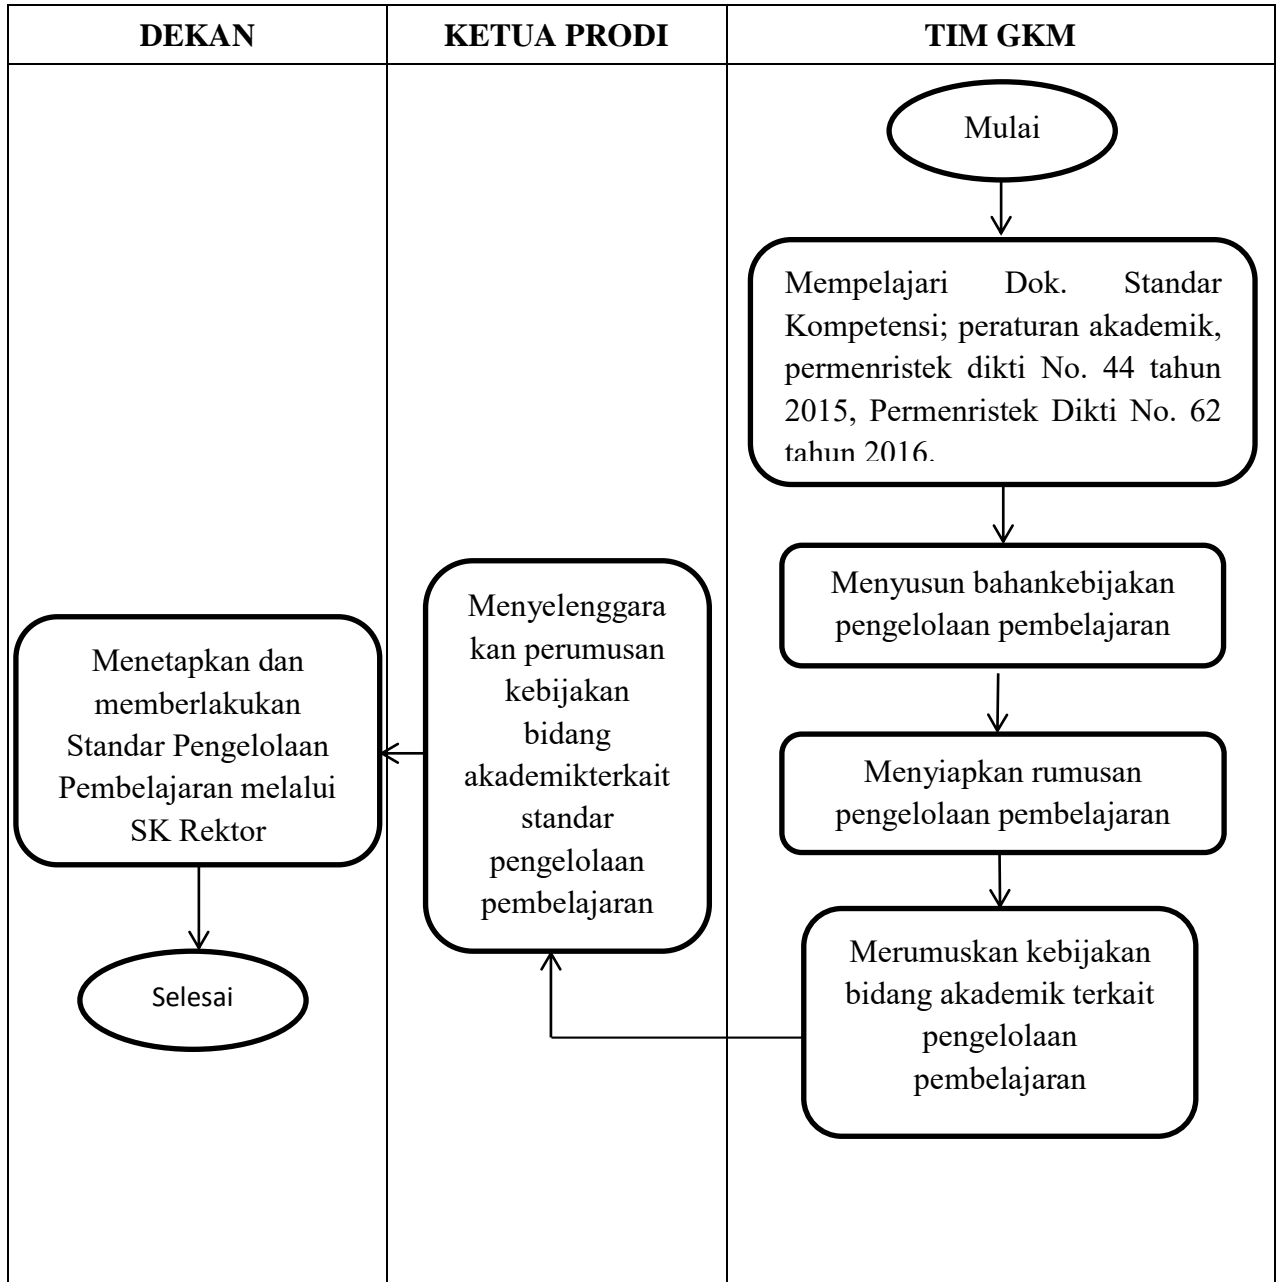 DEKAN
KETUA PRODI
TIM GKM
Mulai
Mempelajari Dok. Standar
Kompetensi; peraturan akademik,
permenristek dikti No. 44 tahun
2015, Permenristek Dikti No. 62
tahun 2016.
Menyusun bahankebijakan
pengelolaan pembelajaran
Menyiapkan rumusan
pengelolaan pembelajaran
Merumuskan kebijakan
bidang akademik terkait
pengelolaan
pembelajaran
Menyelenggara
kan perumusan
kebijakan
bidang
akademikterkait
standar
pengelolaan
pembelajaran
Menetapkan dan
memberlakukan
Standar Pengelolaan
Pembelajaran melalui
SK Rektor
Selesai